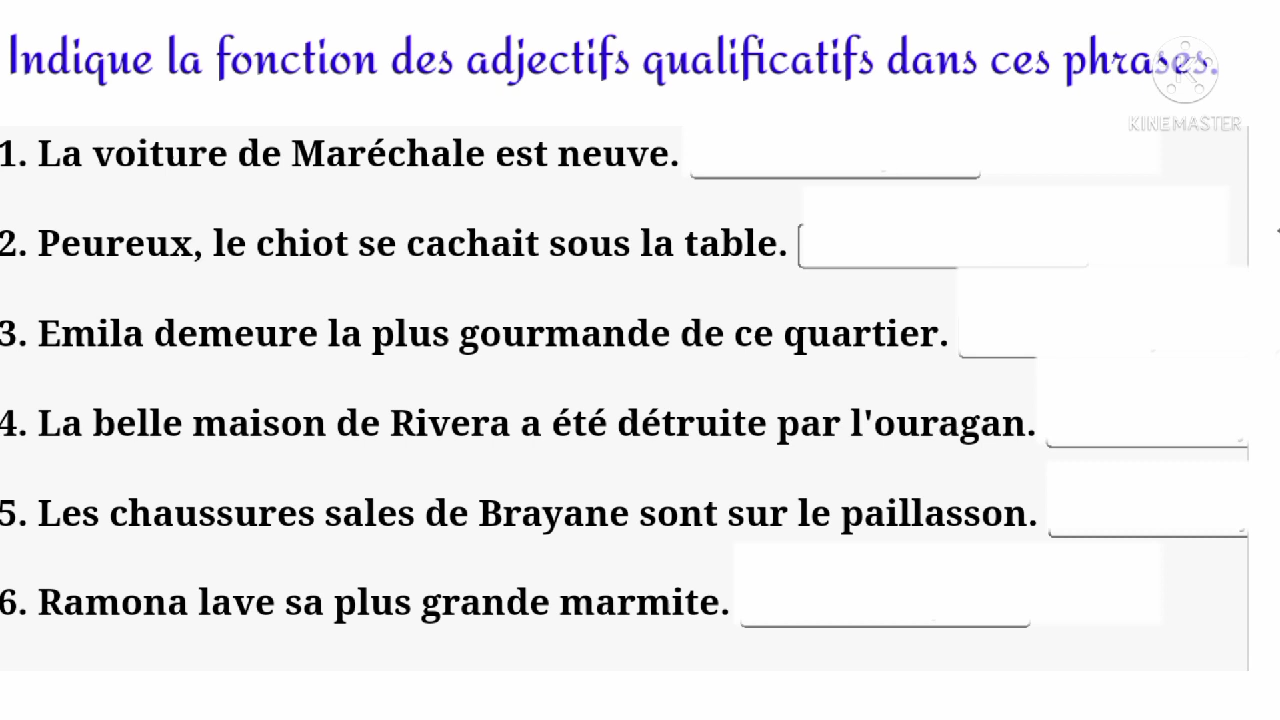 Indique la fonction des adjectifs qualificatifs dans ces phrases.
KINEMASTER
1. La voiture de Maréchale est neuve.
2. Peureux, le chiot se cachait sous la table.
3. Emila demeure la plus gourmande de ce quartier.
4. La belle maison de Rivera a été détruite par l'ouragan.
5. Les chaussures sales de Brayane sont sur le paillasson.
6. Ramona lave sa plus grande marmite.